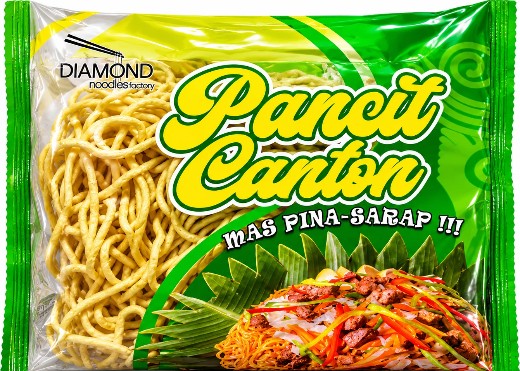 DIAMOND
noodles factory
Pancit
Canton
MAS PINA-SARAP !!!